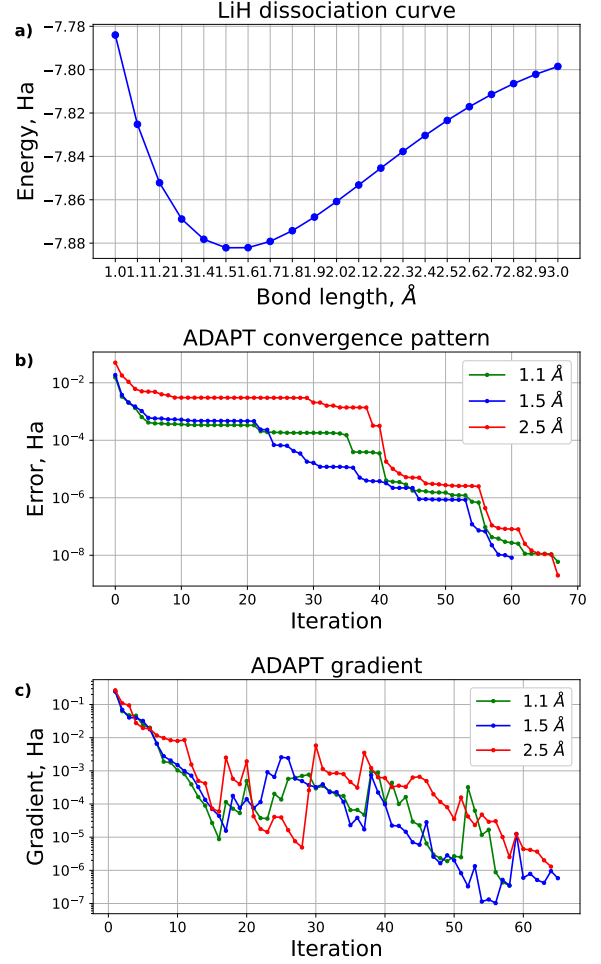 LiH dissociation curve
a)
−7.78
−7.80
−7.82
−7.84
−7.86
−7.88
Energy, Ha
1.01.11.21.31.41.51.61.71.81.92.02.12.22.32.42.52.62.72.82.93.0
Bond length, Å
ADAPT convergence pattern
b)
10⁻²
10⁻⁴
10⁻⁶
10⁻⁸
Error, Ha
1.1 Å
1.5 Å
2.5 Å
0 10 20 30 40 50 60 70
Iteration
ADAPT gradient
c)
10⁻¹
10⁻²
10⁻³
10⁻⁴
10⁻⁵
10⁻⁶
10⁻⁷
Gradient, Ha
1.1 Å
1.5 Å
2.5 Å
0 10 20 30 40 50 60
Iteration